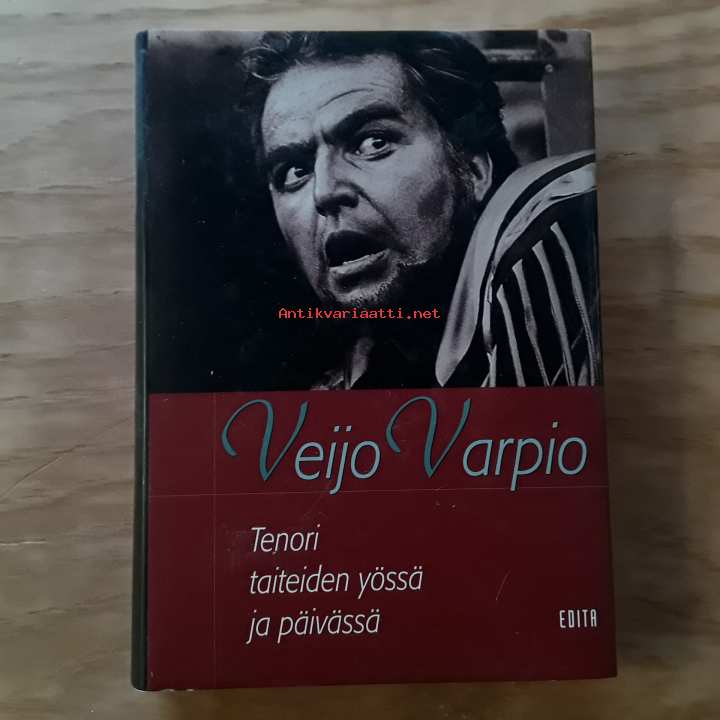 Antikvariaatti.net
Veijo Varpio
Tenori
taiteiden yössä
ja päivässä
EDITA